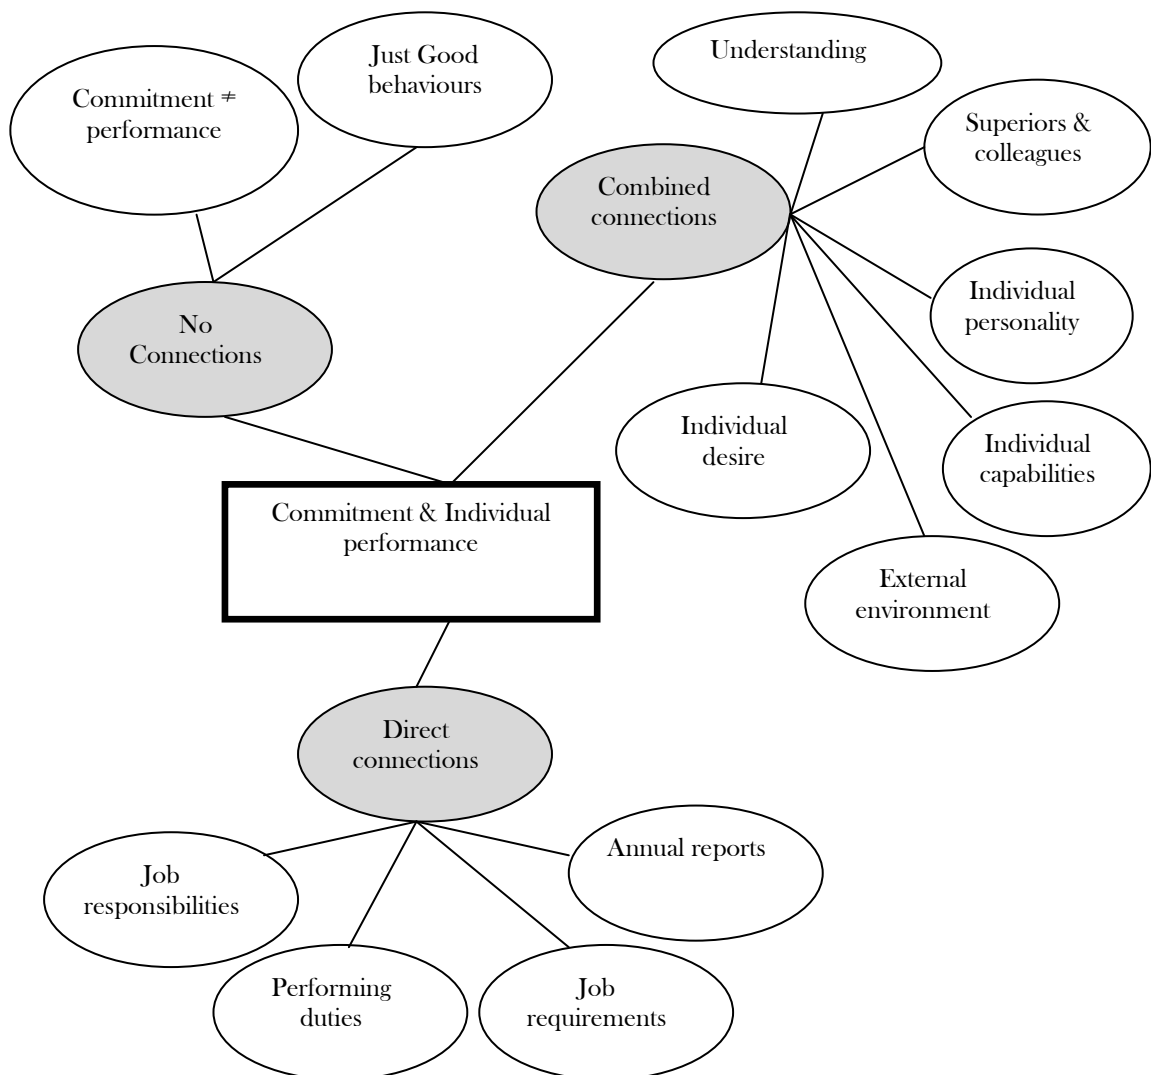 Understanding
Just Good
behaviours
Commitment ≠
performance
Superiors &
colleagues
Combined
connections
Individual
personality
No
Connections
Individual
desire
Individual
capabilities
Commitment & Individual
performance
External
environment
Direct
connections
Annual reports
Job
responsibilities
Performing
duties
Job
requirements